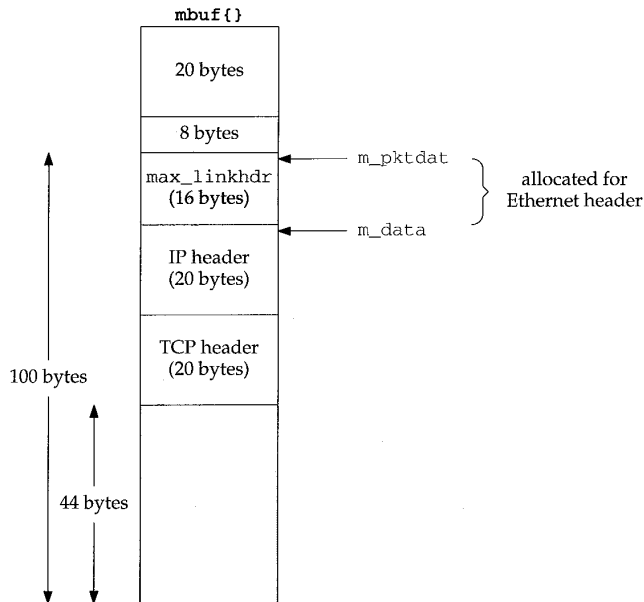 mbuf{}
20 bytes
8 bytes
m_pktdat
max_linkhdr
(16 bytes)
allocated for
Ethernet header
m_data
IP header
(20 bytes)
TCP header
(20 bytes)
100 bytes
44 bytes